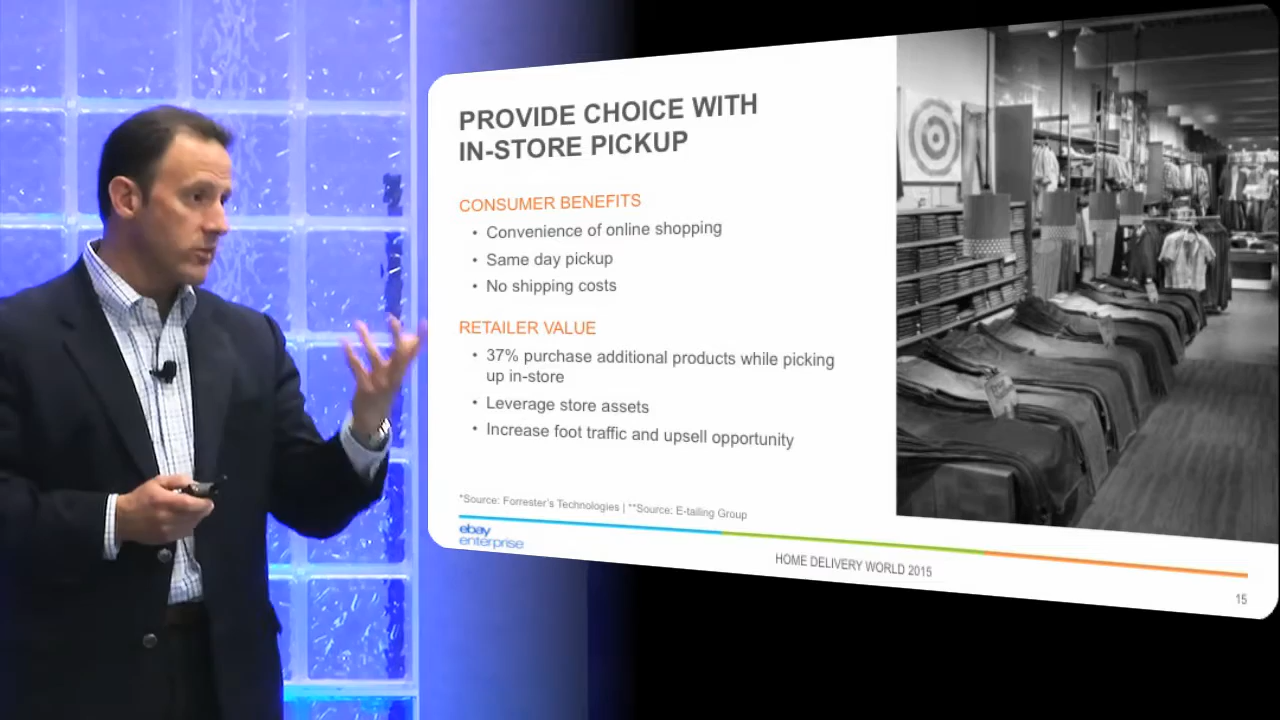 PROVIDE CHOICE WITH
IN-STORE PICKUP
CONSUMER BENEFITS
• Convenience of online shopping
• Same day pickup
• No shipping costs
RETAILER VALUE
• 37% purchase additional products while picking
up in-store
• Leverage store assets
• Increase foot traffic and upsell opportunity
*Source: Forrester's Technologies | **Source: E-tailing Group
ebay
enterprise
HOME DELIVERY WORLD 2015
15